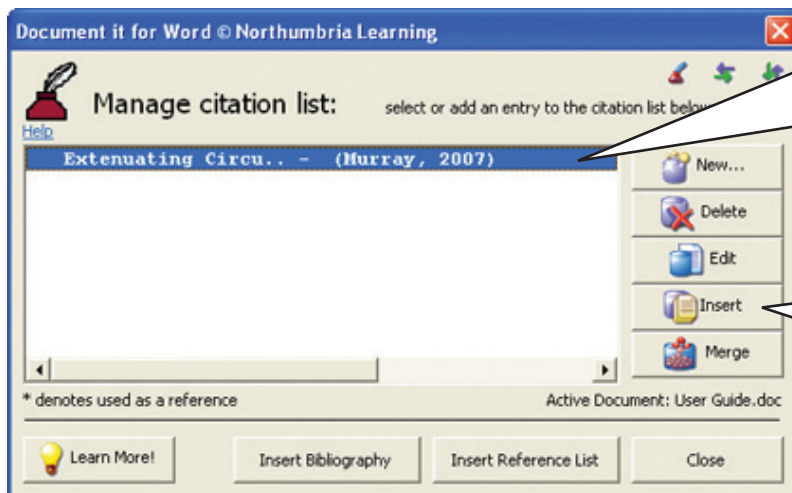 Document it for Word © Northumbria Learning
Manage citation list: select or add an entry to the citation list below
Help
Extenuating Circu.. - (Murray, 2007)
New...
Delete
Edit
Insert
Merge
* denotes used as a reference Active Document: User Guide.doc
Learn More! Insert Bibliography Insert Reference List Close